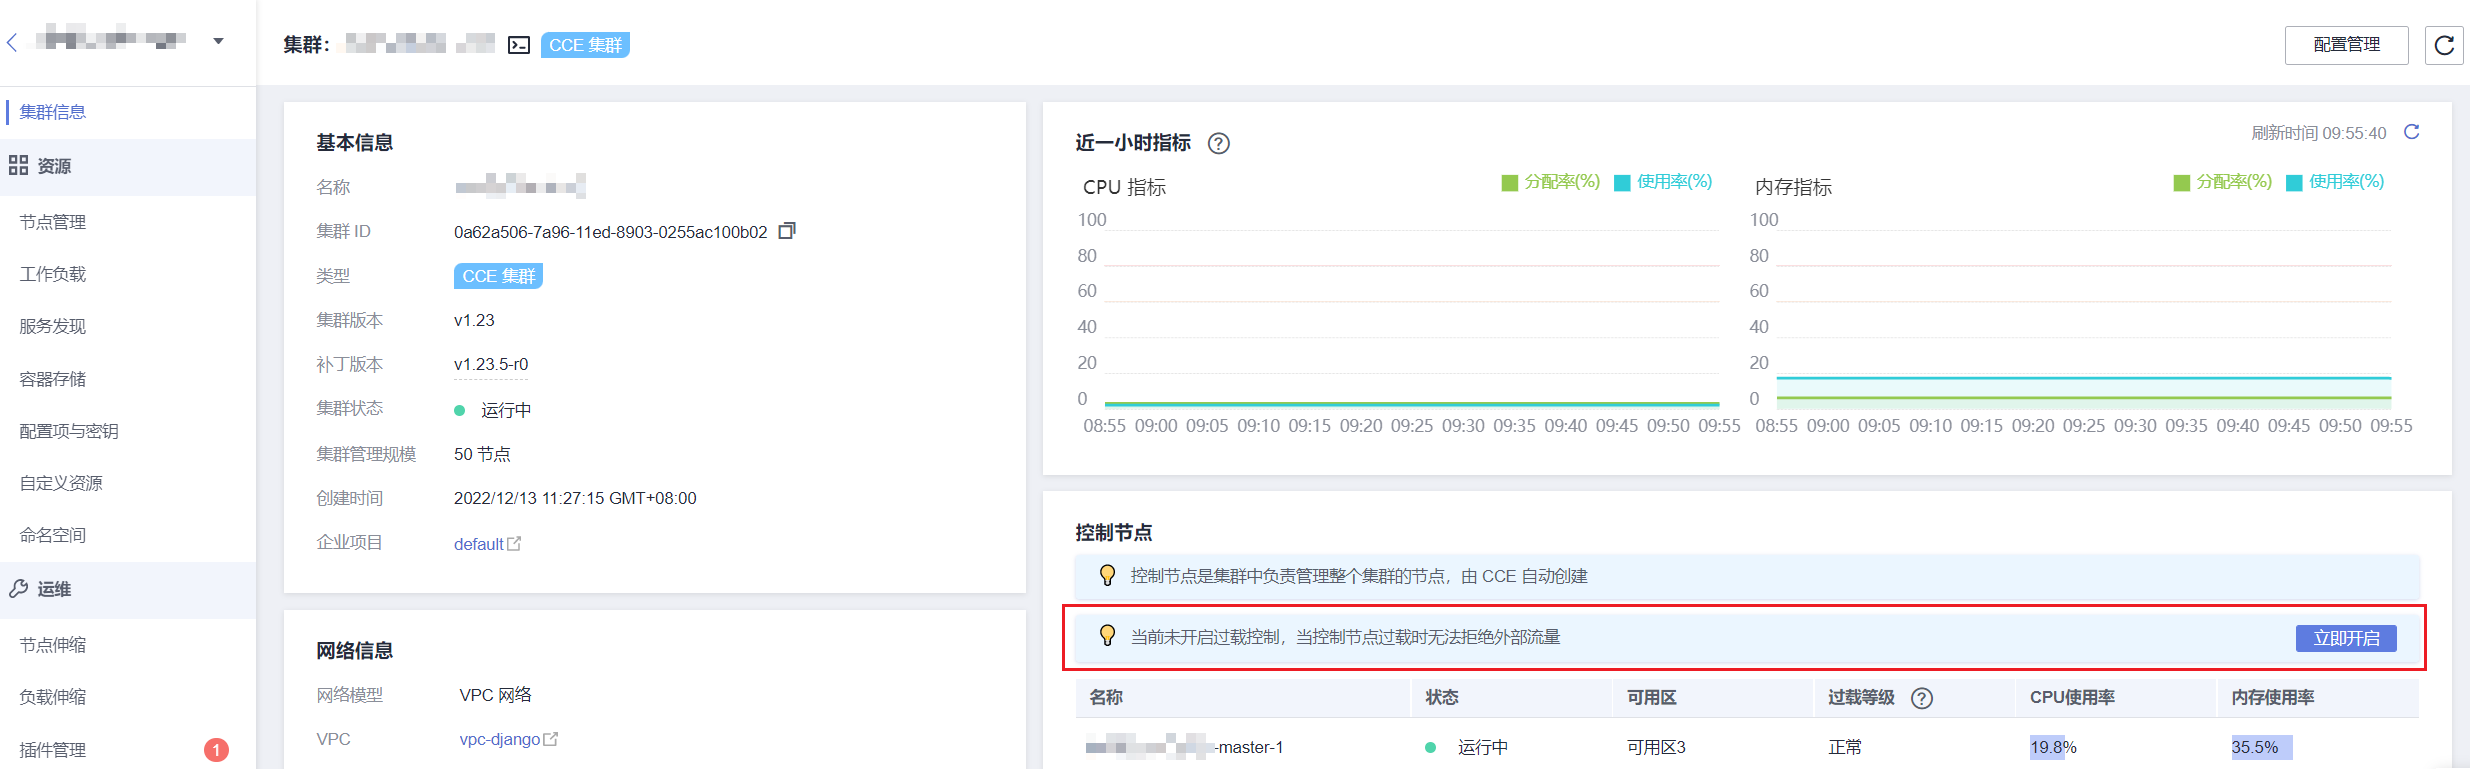 集群：
CCE 集群
配置管理
集群信息
资源
节点管理
工作负载
服务发现
容器存储
配置项与密钥
自定义资源
命名空间
运维
节点伸缩
负载伸缩
插件管理 1
基本信息
名称
集群 ID 0a62a506-7a96-11ed-8903-0255ac100b02
类型 CCE 集群
集群版本 v1.23
补丁版本 v1.23.5-r0
集群状态 运行中
集群管理规模 50 节点
创建时间 2022/12/13 11:27:15 GMT+08:00
企业项目 default
网络信息
网络模型 VPC 网络
VPC vpc-django
近一小时指标 ?
刷新时间 09:55:40
CPU 指标 分配率(%) 使用率(%)
100
80
60
40
20
0
08:55 09:00 09:05 09:10 09:15 09:20 09:25 09:30 09:35 09:40 09:45 09:50 09:55
内存指标 分配率(%) 使用率(%)
100
80
60
40
20
0
08:55 09:00 09:05 09:10 09:15 09:20 09:25 09:30 09:35 09:40 09:45 09:50 09:55
控制节点
控制节点是集群中负责管理整个集群的节点，由 CCE 自动创建
当前未开启过载控制，当控制节点过载时无法拒绝外部流量 立即开启
名称 状态 可用区 过载等级 ? CPU使用率 内存使用率
-master-1 运行中 可用区3 正常 19.8% 35.5%